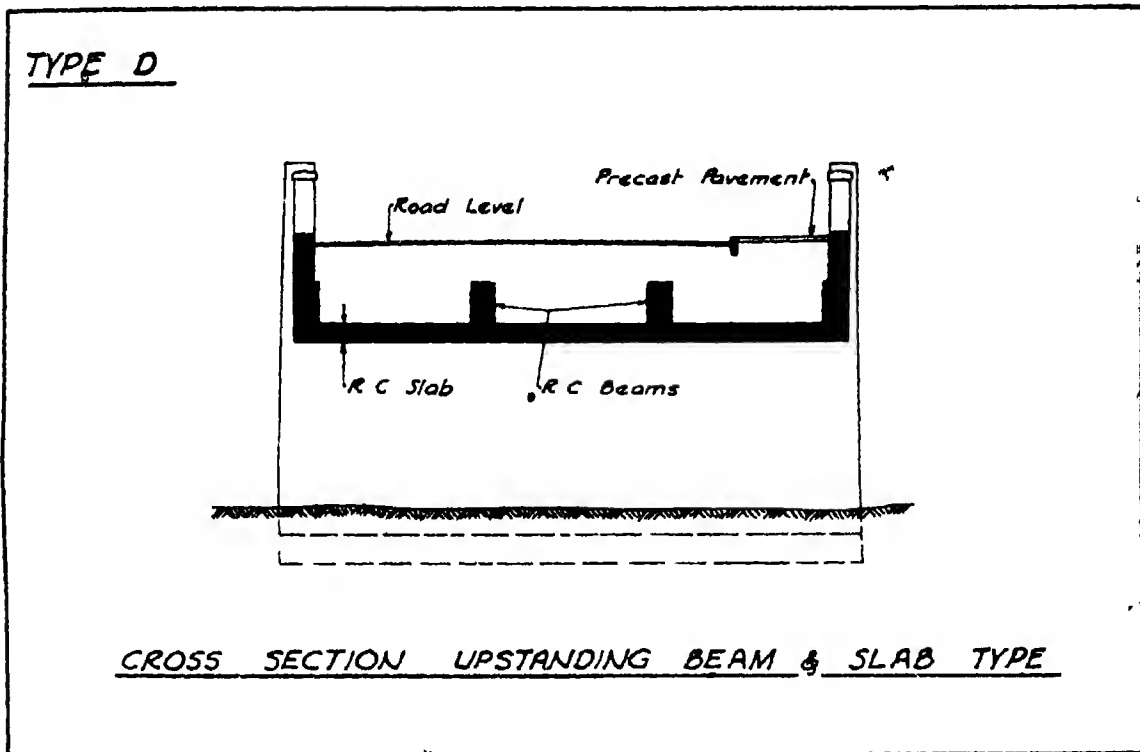 TYPE D
Precast Pavement
Road Level
R C Slab
R C Beams
CROSS SECTION UPSTANDING BEAM & SLAB TYPE